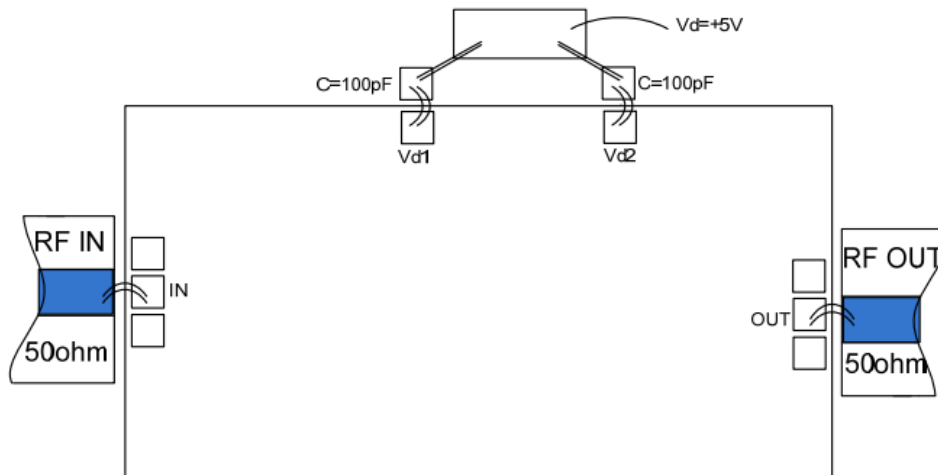 Vd=+5V
C=100pF
C=100pF
Vd1
Vd2
RF IN
IN
50ohm
RF OUT
OUT
50ohm